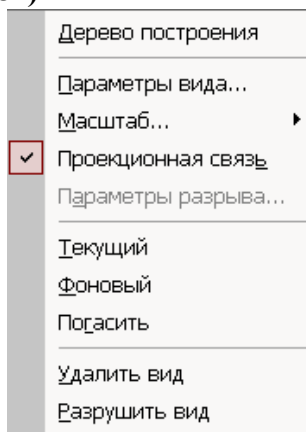 Дерево построения
Параметры вида...
Масштаб...
Проекционная связь
Параметры разрыва...
Текущий
Фоновый
Погасить
Удалить вид
Разрушить вид